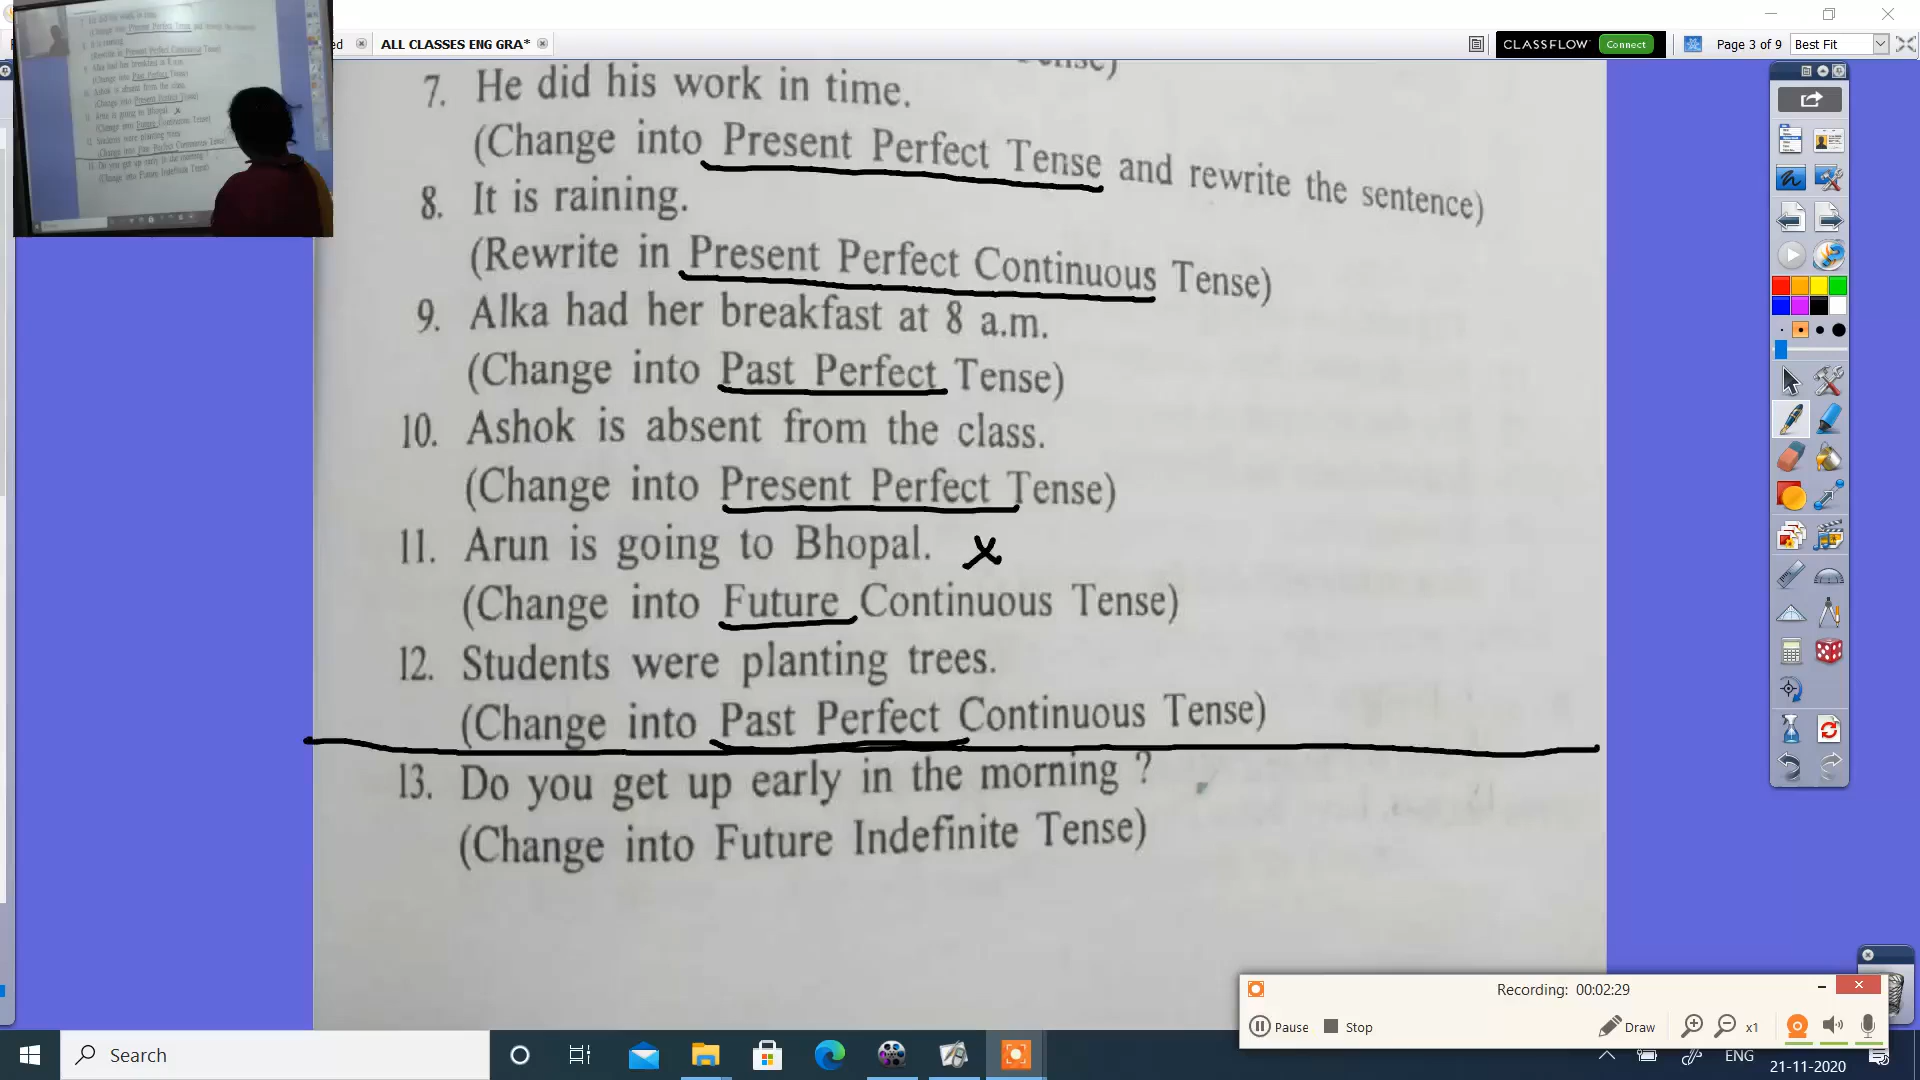 ed
ALL CLASSES ENG GRA*
CLASSFLOW Connect
Page 3 of 9 Best Fit
7. He did his work in time.
(Change into Present Perfect Tense and rewrite the sentence)
8. It is raining.
(Rewrite in Present Perfect Continuous Tense)
9. Alka had her breakfast at 8 a.m.
(Change into Past Perfect Tense)
10. Ashok is absent from the class.
(Change into Present Perfect Tense)
11. Arun is going to Bhopal. x
(Change into Future Continuous Tense)
12. Students were planting trees.
(Change into Past Perfect Continuous Tense)
13. Do you get up early in the morning ?
(Change into Future Indefinite Tense)
Recording: 00:02:29
Pause Stop Draw x1
Search
ENG
21-11-2020